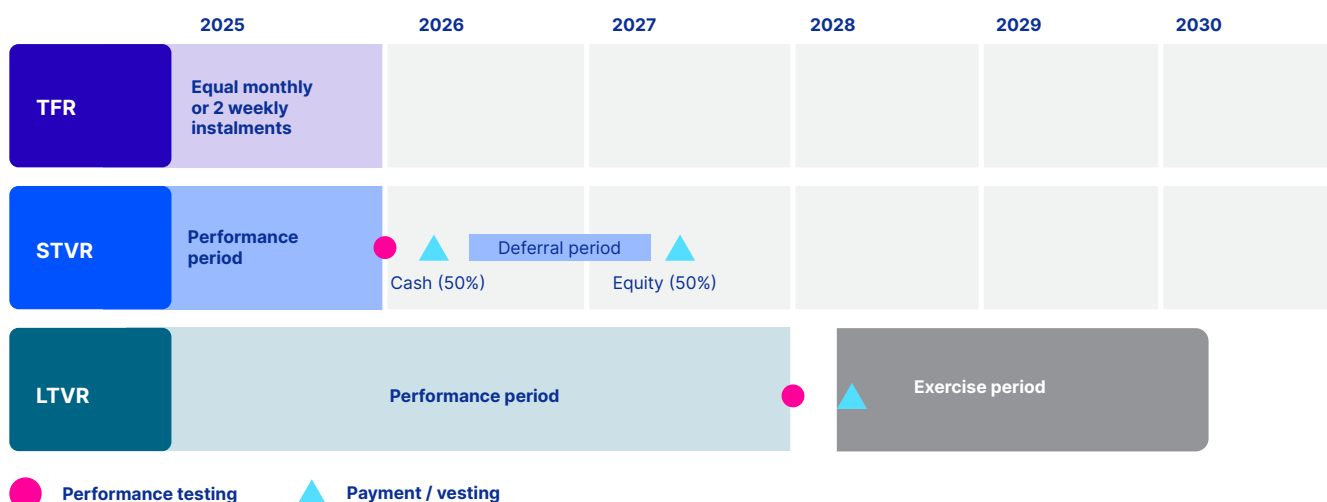 2025 2026 2027 2028 2029 2030
TFR
Equal monthly
or 2 weekly
instalments
STVR
Performance
period
Deferral period
Cash (50%) Equity (50%)
LTVR
Performance period
Exercise period
Performance testing Payment / vesting